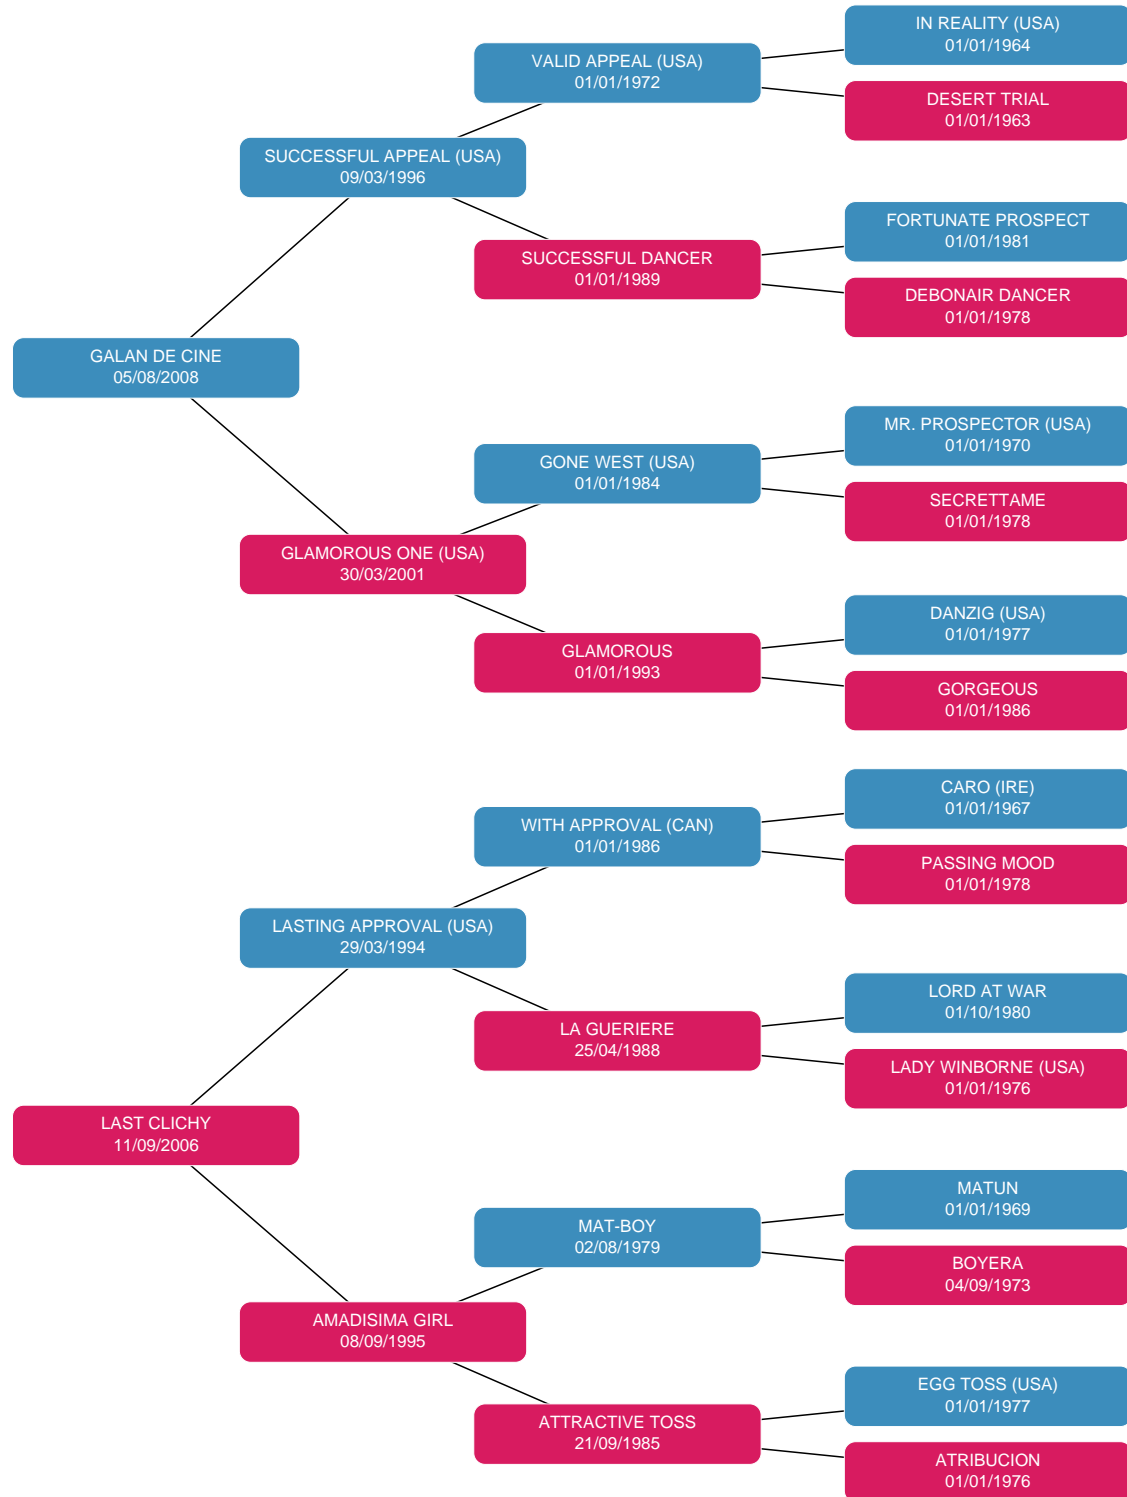 IN REALITY (USA)
01/01/1964
VALID APPEAL (USA)
01/01/1972
DESERT TRIAL
01/01/1963
SUCCESSFUL APPEAL (USA)
09/03/1996
FORTUNATE PROSPECT
01/01/1981
SUCCESSFUL DANCER
01/01/1989
DEBONAIR DANCER
01/01/1978
GALAN DE CINE
05/08/2008
MR. PROSPECTOR (USA)
01/01/1970
GONE WEST (USA)
01/01/1984
SECRETTAME
01/01/1978
GLAMOROUS ONE (USA)
30/03/2001
DANZIG (USA)
01/01/1977
GLAMOROUS
01/01/1993
GORGEOUS
01/01/1986
CARO (IRE)
01/01/1967
WITH APPROVAL (CAN)
01/01/1986
PASSING MOOD
01/01/1978
LASTING APPROVAL (USA)
29/03/1994
LORD AT WAR
01/10/1980
LA GUERIERE
25/04/1988
LADY WINBORNE (USA)
01/01/1976
LAST CLICHY
11/09/2006
MATUN
01/01/1969
MAT-BOY
02/08/1979
BOYERA
04/09/1973
AMADISIMA GIRL
08/09/1995
EGG TOSS (USA)
01/01/1977
ATTRACTIVE TOSS
21/09/1985
ATRIBUCION
01/01/1976